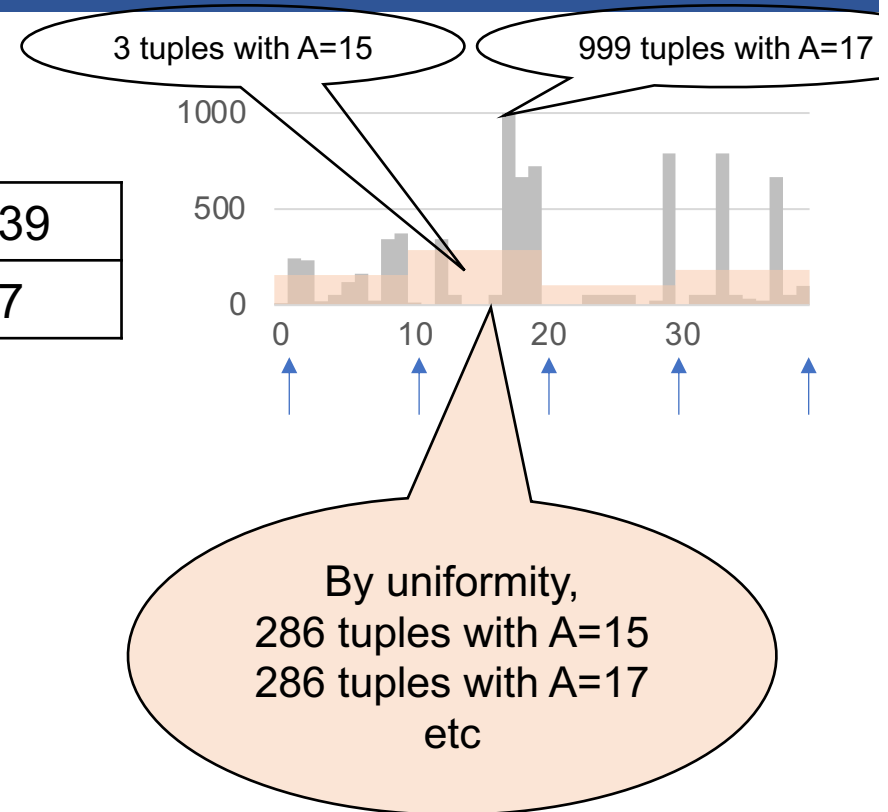 3 tuples with A=15
999 tuples with A=17
1000
500
0
39
7
0 10 20 30
By uniformity,
286 tuples with A=15
286 tuples with A=17
etc